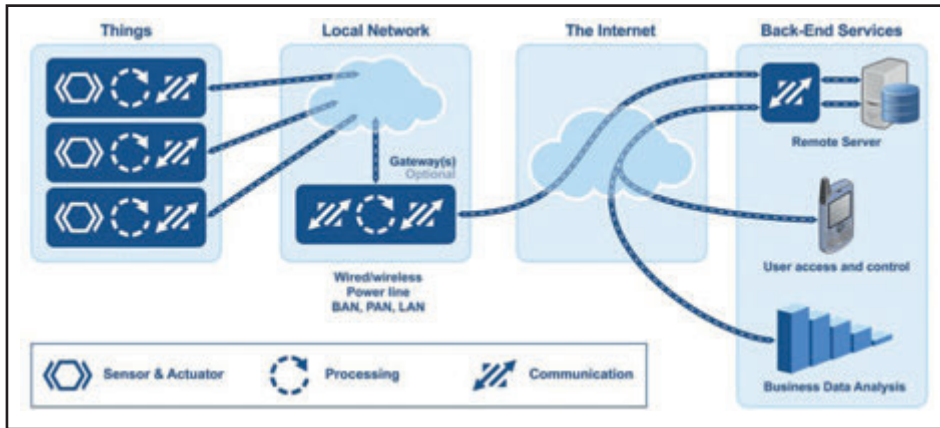 Things
Local Network
The Internet
Back-End Services
Gateway(s)
Optional
Remote Server
User access and control
Wired/wireless
Power line
BAN, PAN, LAN
Business Data Analysis
Sensor & Actuator
Processing
Communication